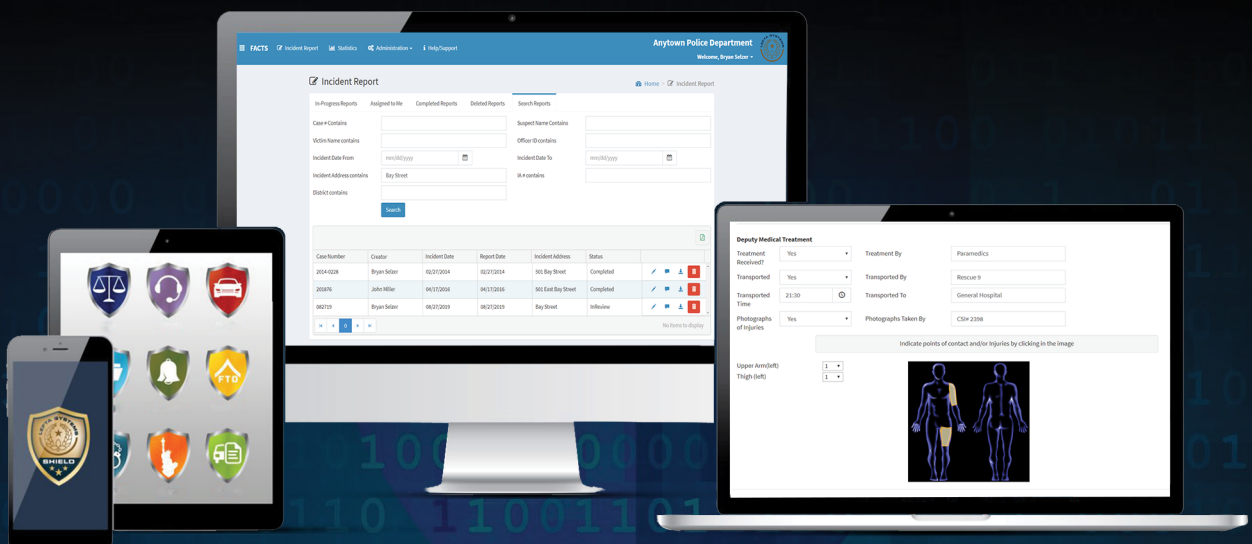 FACTS Incident Report Statistics Administration Help/Support
Anytown Police Department
Welcome, Bryan Selzer
Incident Report
Home - Incident Report
In-Progress Reports Assigned to Me Completed Reports Deleted Reports Search Reports
Case # Contains Suspect Name Contains
Victim Name contains Officer ID contains
Incident Date From mm/dd/yyyy Incident Date To mm/dd/yyyy
Incident Address contains Bay Street IA # contains
District contains
Search
Case Number Creator Incident Date Report Date Incident Address Status
2014-0228 Bryan Selzer 02/27/2014 02/27/2014 501 Bay Street Completed
201876 John Miller 04/17/2016 04/17/2016 501 East Bay Street Completed
082719 Bryan Selzer 08/27/2019 08/27/2019 Bay Street InReview
0 No items to display
FTO
LEFTA SYSTEMS
SHIELD
Deputy Medical Treatment
Treatment Received? Yes Treatment By Paramedics
Transported Yes Transported By Rescue 9
Transported Time 21:30 Transported To General Hospital
Photographs of Injuries Yes Photographs Taken By CSI# 2398
Indicate points of contact and/or Injuries by clicking in the image
Upper Arm(left) 1
Thigh (left) 1